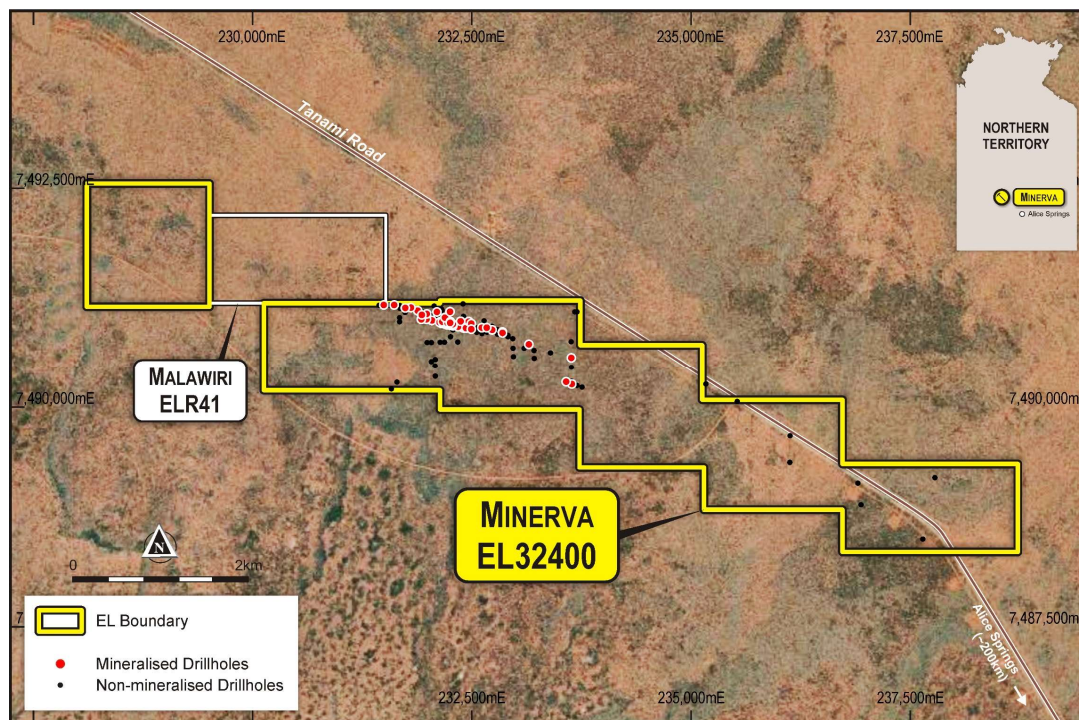 230,000mE
232,500mE
235,000mE
237,500mE
NORTHERN
TERRITORY
MINERVA
Alice Springs
Tanami Road
7,492,500mE
MALAWIRI
ELR41
7,490,000mE
7,490,000mE
MINERVA
EL32400
N
0
2km
EL Boundary
Mineralised Drillholes
Non-mineralised Drillholes
7,487,500mE
Alice Springs
(~200km)
232,500mE
235,000mE
237,500mE